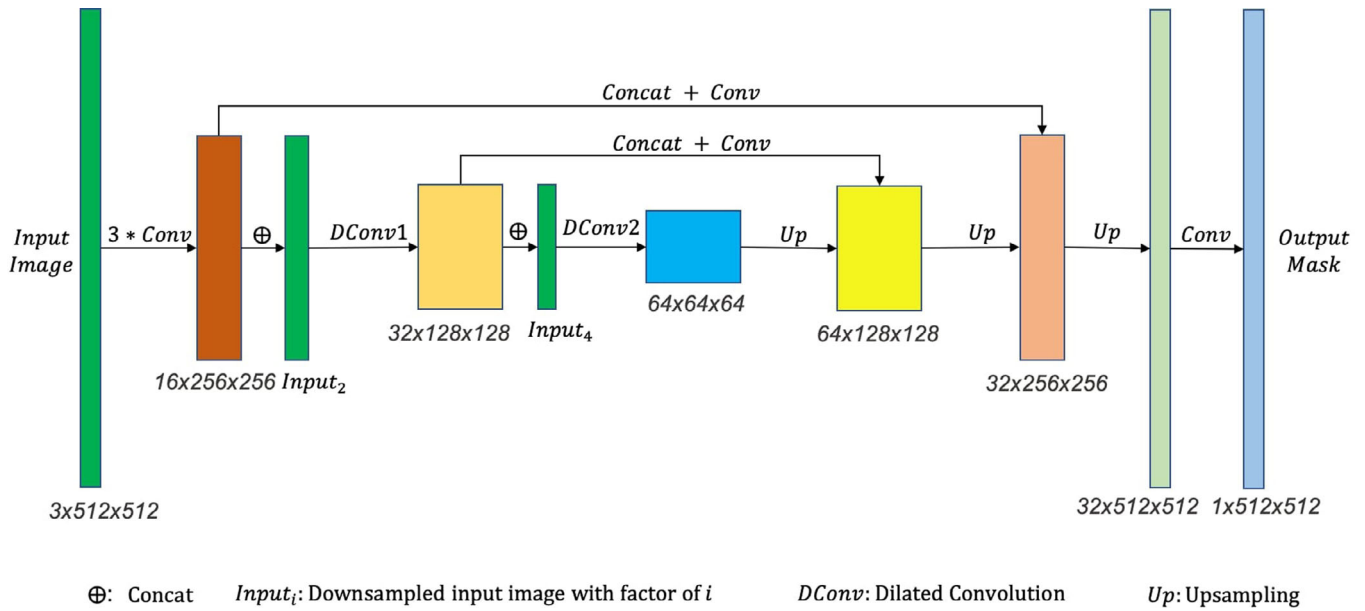 Concat + Conv
Concat + Conv
Input
Image
3 * Conv
⊕
DConv1
⊕
DConv2
Up
Up
Up
Conv
Output
Mask
64x64x64
32x128x128
Input₄
64x128x128
16x256x256
Input₂
32x256x256
3x512x512
32x512x512
1x512x512
⊕: Concat
Inputᵢ: Downsampled input image with factor of i
DConv: Dilated Convolution
Up: Upsampling